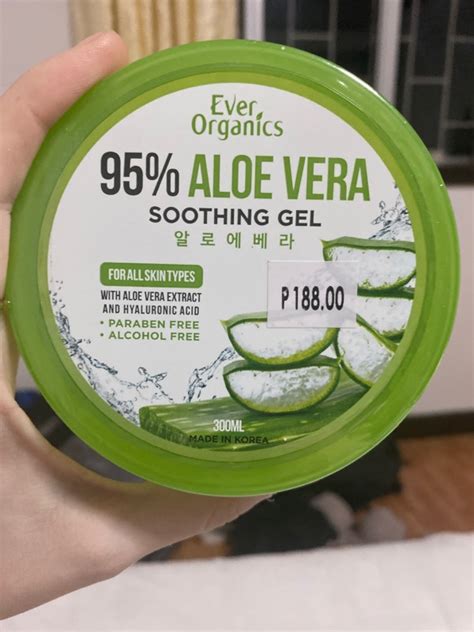 Ever
Organics
95% ALOE VERA
SOOTHING GEL
알로에베라
FOR ALL SKIN TYPES
WITH ALOE VERA EXTRACT
AND HYALURONIC ACID
• PARABEN FREE
• ALCOHOL FREE
₱188.00
300ML
MADE IN KOREA